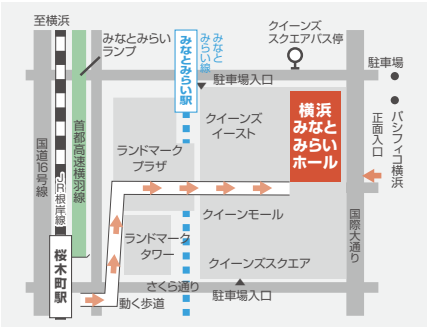 至横浜
みなとみらい
ランプ
みなとみらい駅
みなと
みらい線
クイーンズ
スクエアバス停
駐車場
駐車場入口
横浜
みなと
みらい
ホール
クイーンズ
イースト
パシフィコ横浜
正面入口
国道16号線
首都高速横羽線
JR根岸線
ランドマーク
プラザ
クイーンモール
国際大通り
ランドマーク
タワー
クイーンズスクエア
桜木町駅
さくら通り
動く歩道
駐車場入口